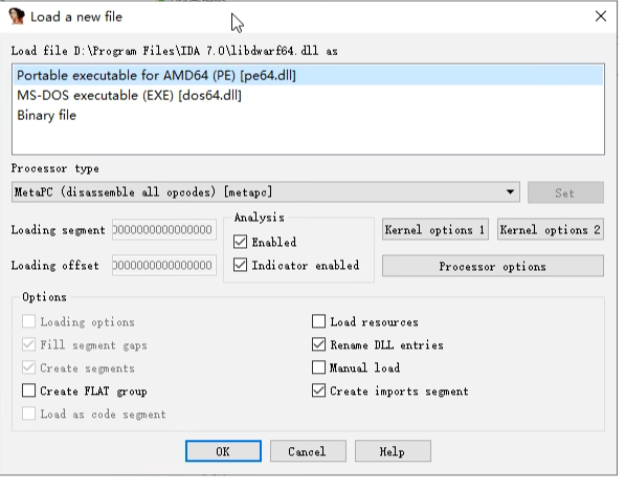 Load a new file
Load file D:\Program Files\IDA 7.0\libdwarf64.dll as
Portable executable for AMD64 (PE) [pe64.dll]
MS-DOS executable (EXE) [dos64.dll]
Binary file
Processor type
MetaPC (disassemble all opcodes) [metapc]
Set
Loading segment 0000000000000000
Loading offset 0000000000000000
Analysis
Enabled
Indicator enabled
Kernel options 1
Kernel options 2
Processor options
Options
Loading options
Fill segment gaps
Create segments
Create FLAT group
Load as code segment
Load resources
Rename DLL entries
Manual load
Create imports segment
OK
Cancel
Help